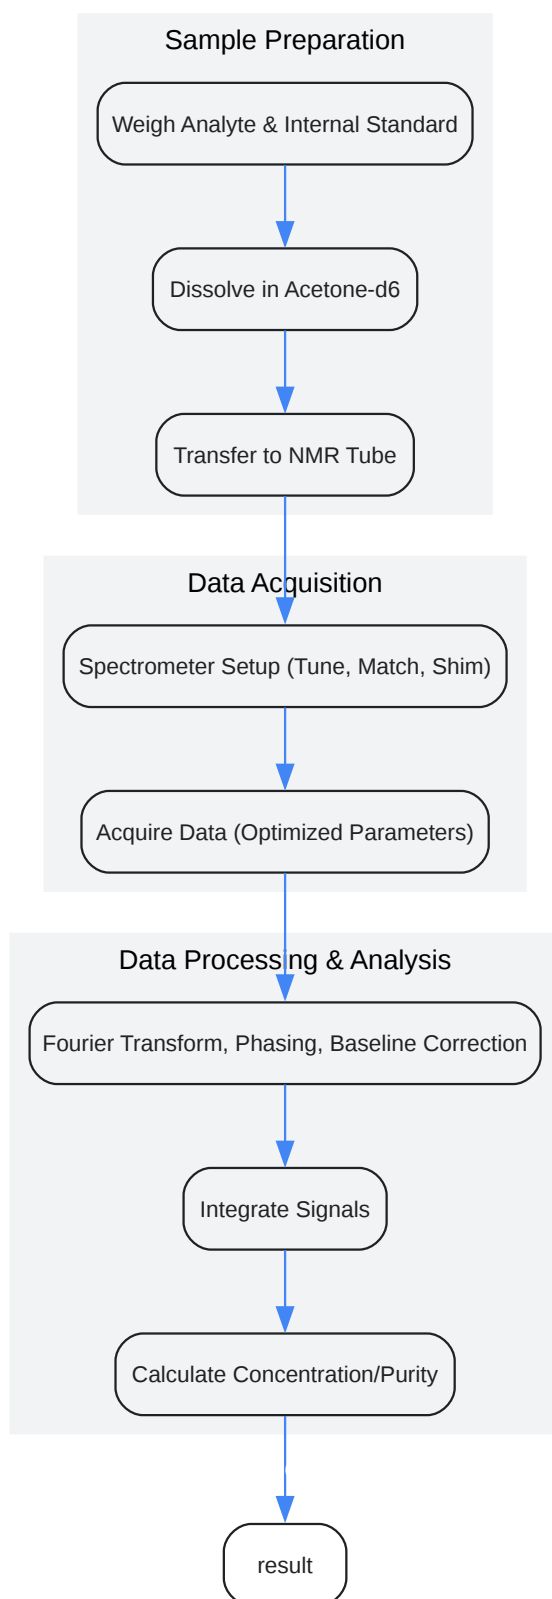 Sample Preparation
Weigh Analyte & Internal Standard
Dissolve in Acetone-d6
Transfer to NMR Tube
Data Acquisition
Spectrometer Setup (Tune, Match, Shim)
Acquire Data (Optimized Parameters)
Data Processing & Analysis
Fourier Transform, Phasing, Baseline Correction
Integrate Signals
Calculate Concentration/Purity
result